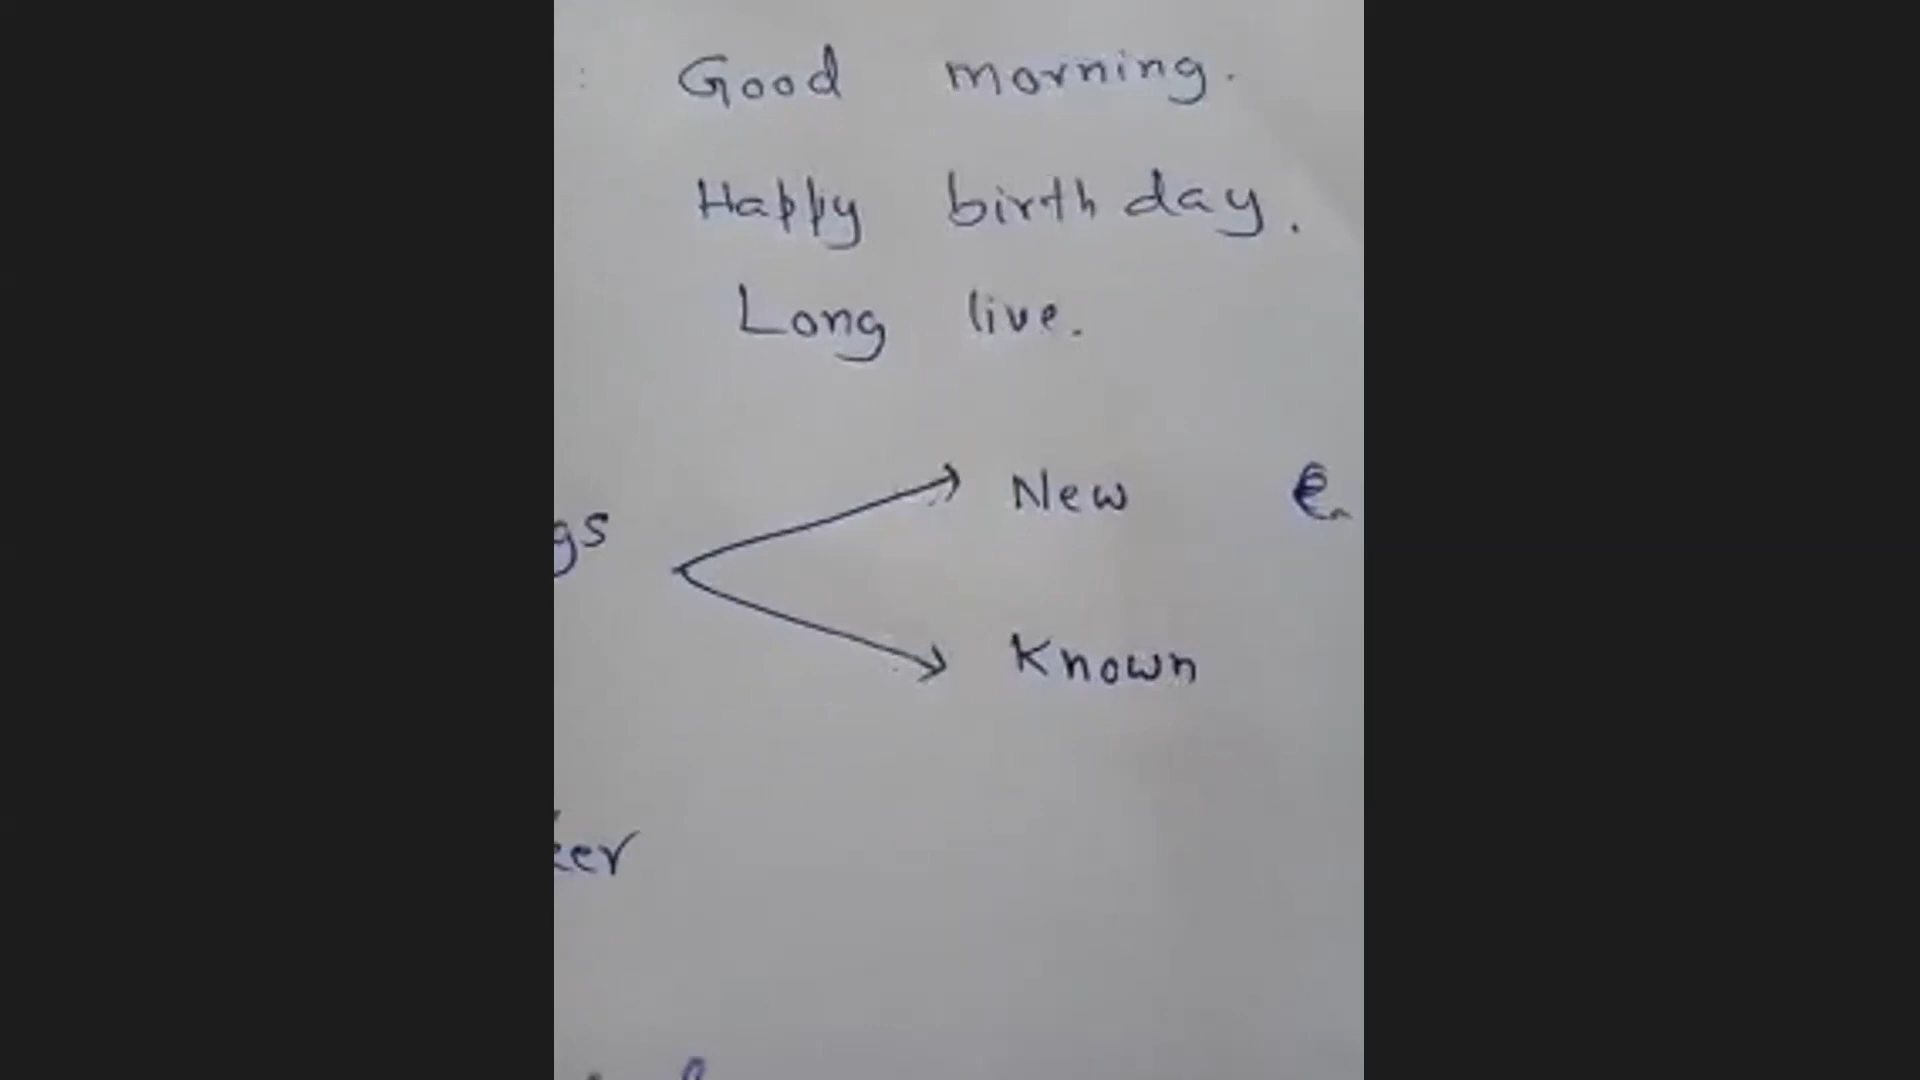 Good morning.
Happy birthday.
Long live.
New
Known